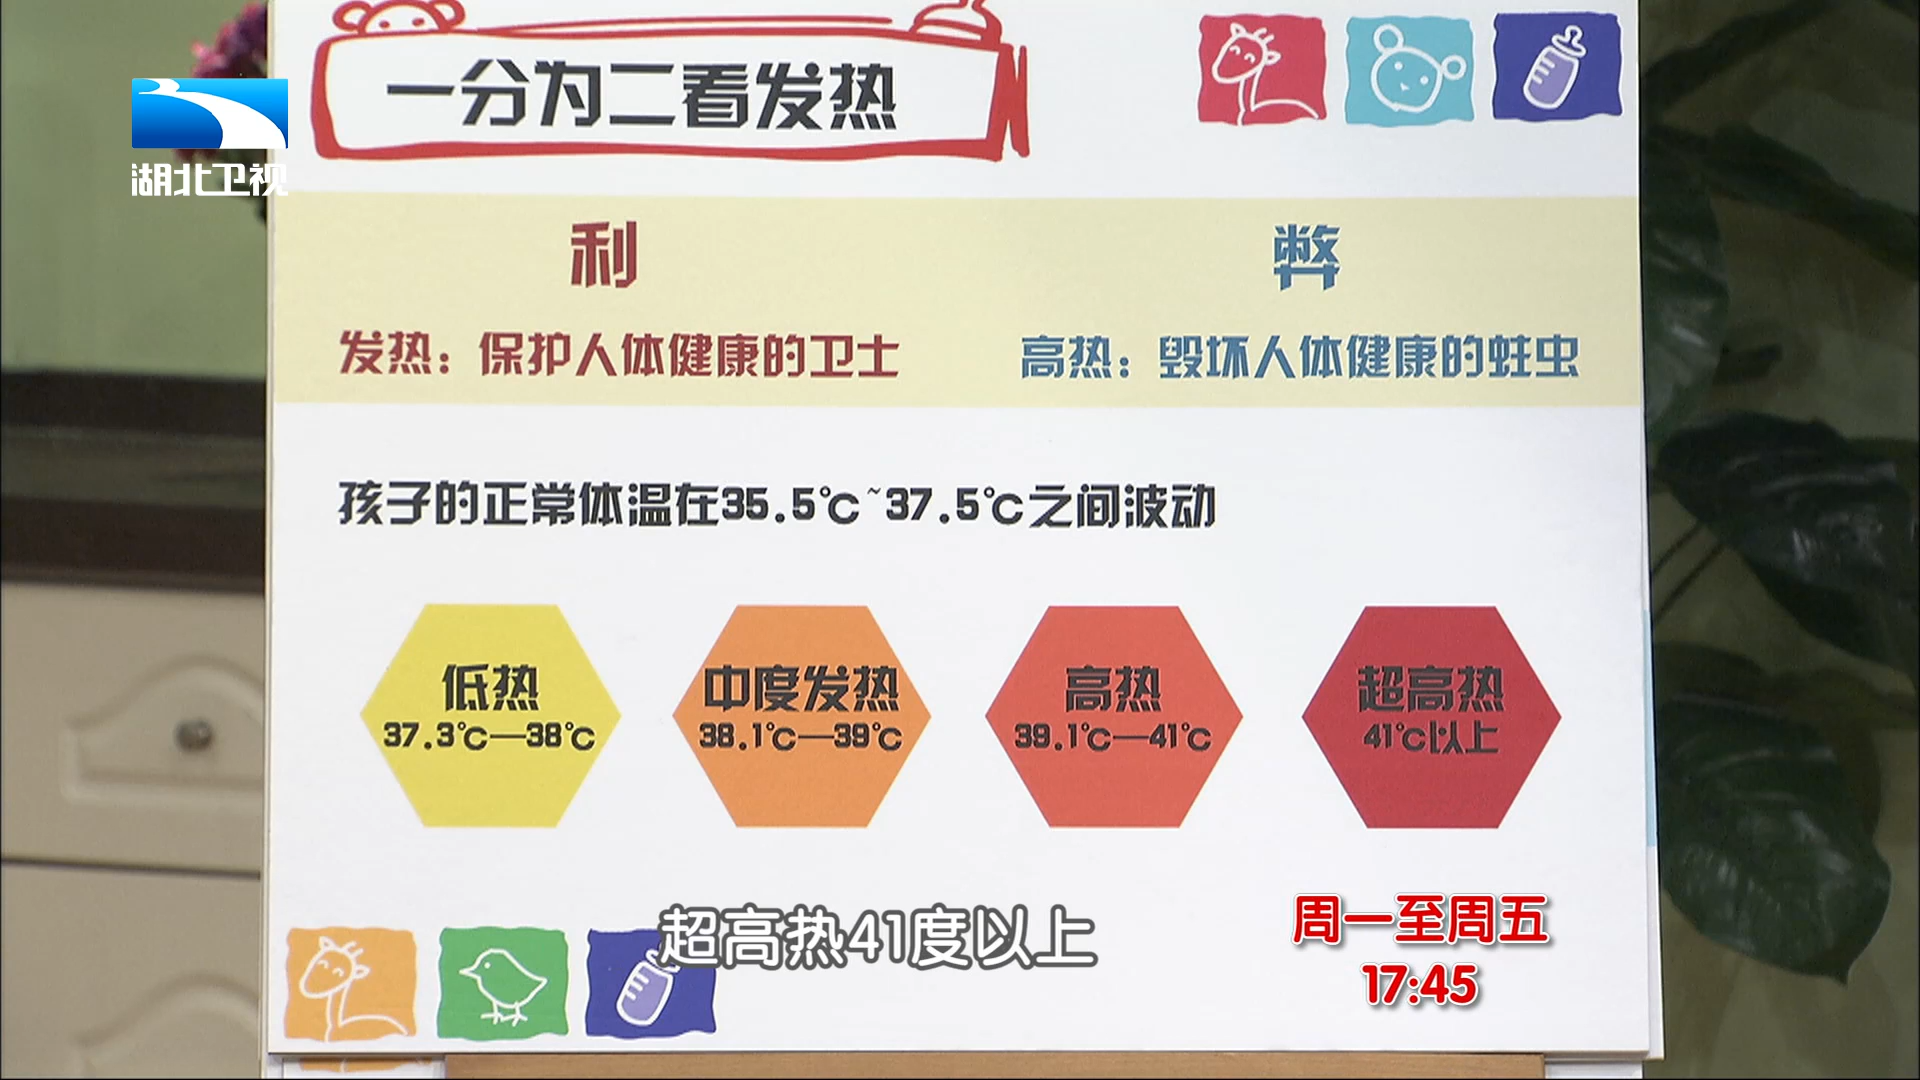 一分为二看发热
湖北卫视
利
弊
发热：保护人体健康的卫士
高热：毁坏人体健康的蛀虫
孩子的正常体温在35.5℃~37.5℃之间波动
低热
37.3℃—38℃
中度发热
38.1℃—39℃
高热
39.1℃—41℃
超高热
41℃以上
超高热41度以上
周一至周五
17:45